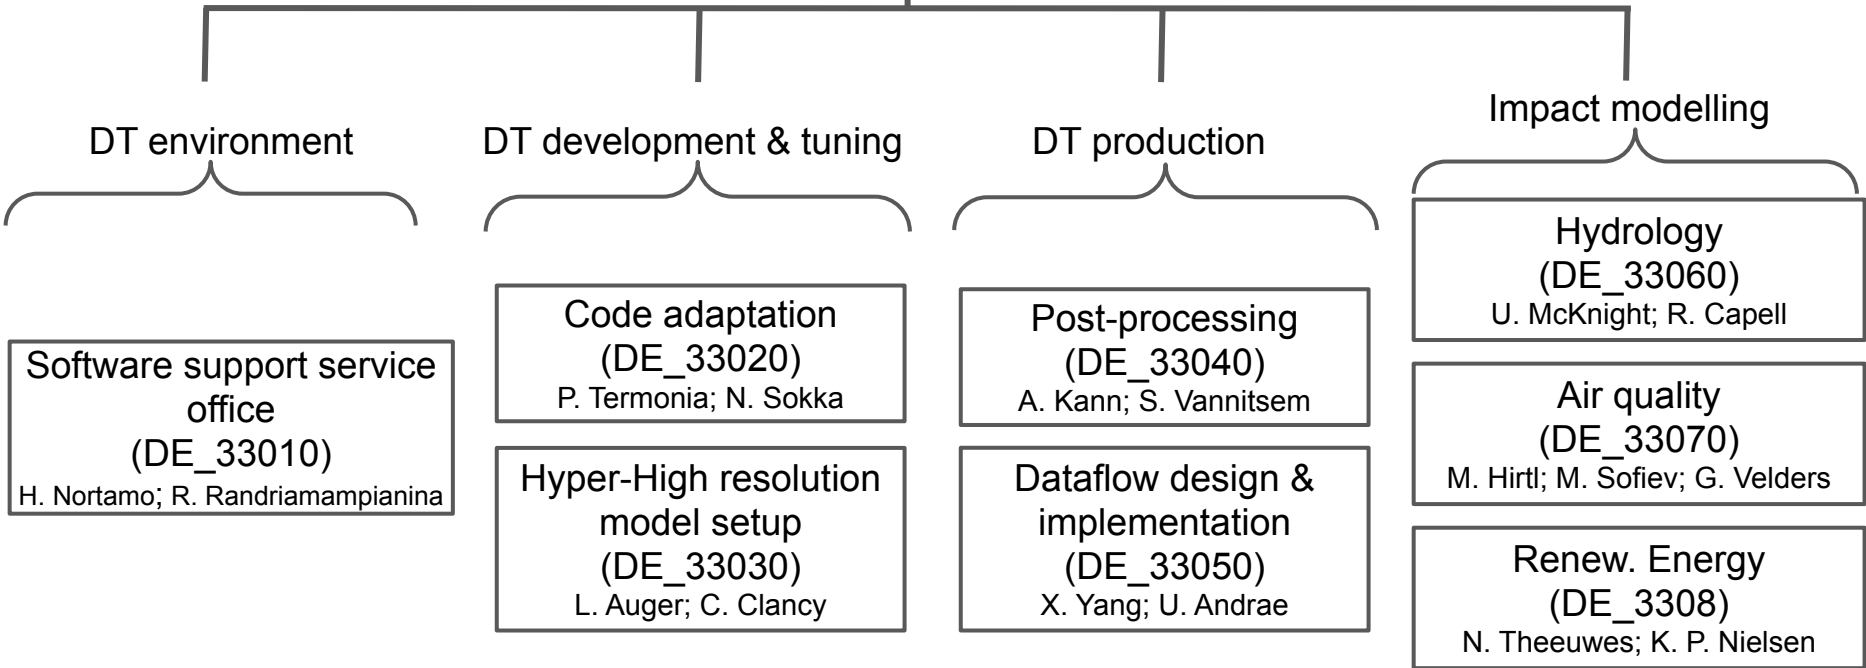 DT environment
Software support service
office
(DE_33010)
H. Nortamo; R. Randriamampianina
DT development & tuning
Code adaptation
(DE_33020)
P. Termonia; N. Sokka
Hyper-High resolution
model setup
(DE_33030)
L. Auger; C. Clancy
DT production
Post-processing
(DE_33040)
A. Kann; S. Vannitsem
Dataflow design &
implementation
(DE_33050)
X. Yang; U. Andrae
Impact modelling
Hydrology
(DE_33060)
U. McKnight; R. Capell
Air quality
(DE_33070)
M. Hirtl; M. Sofiev; G. Velders
Renew. Energy
(DE_3308)
N. Theeuwes; K. P. Nielsen